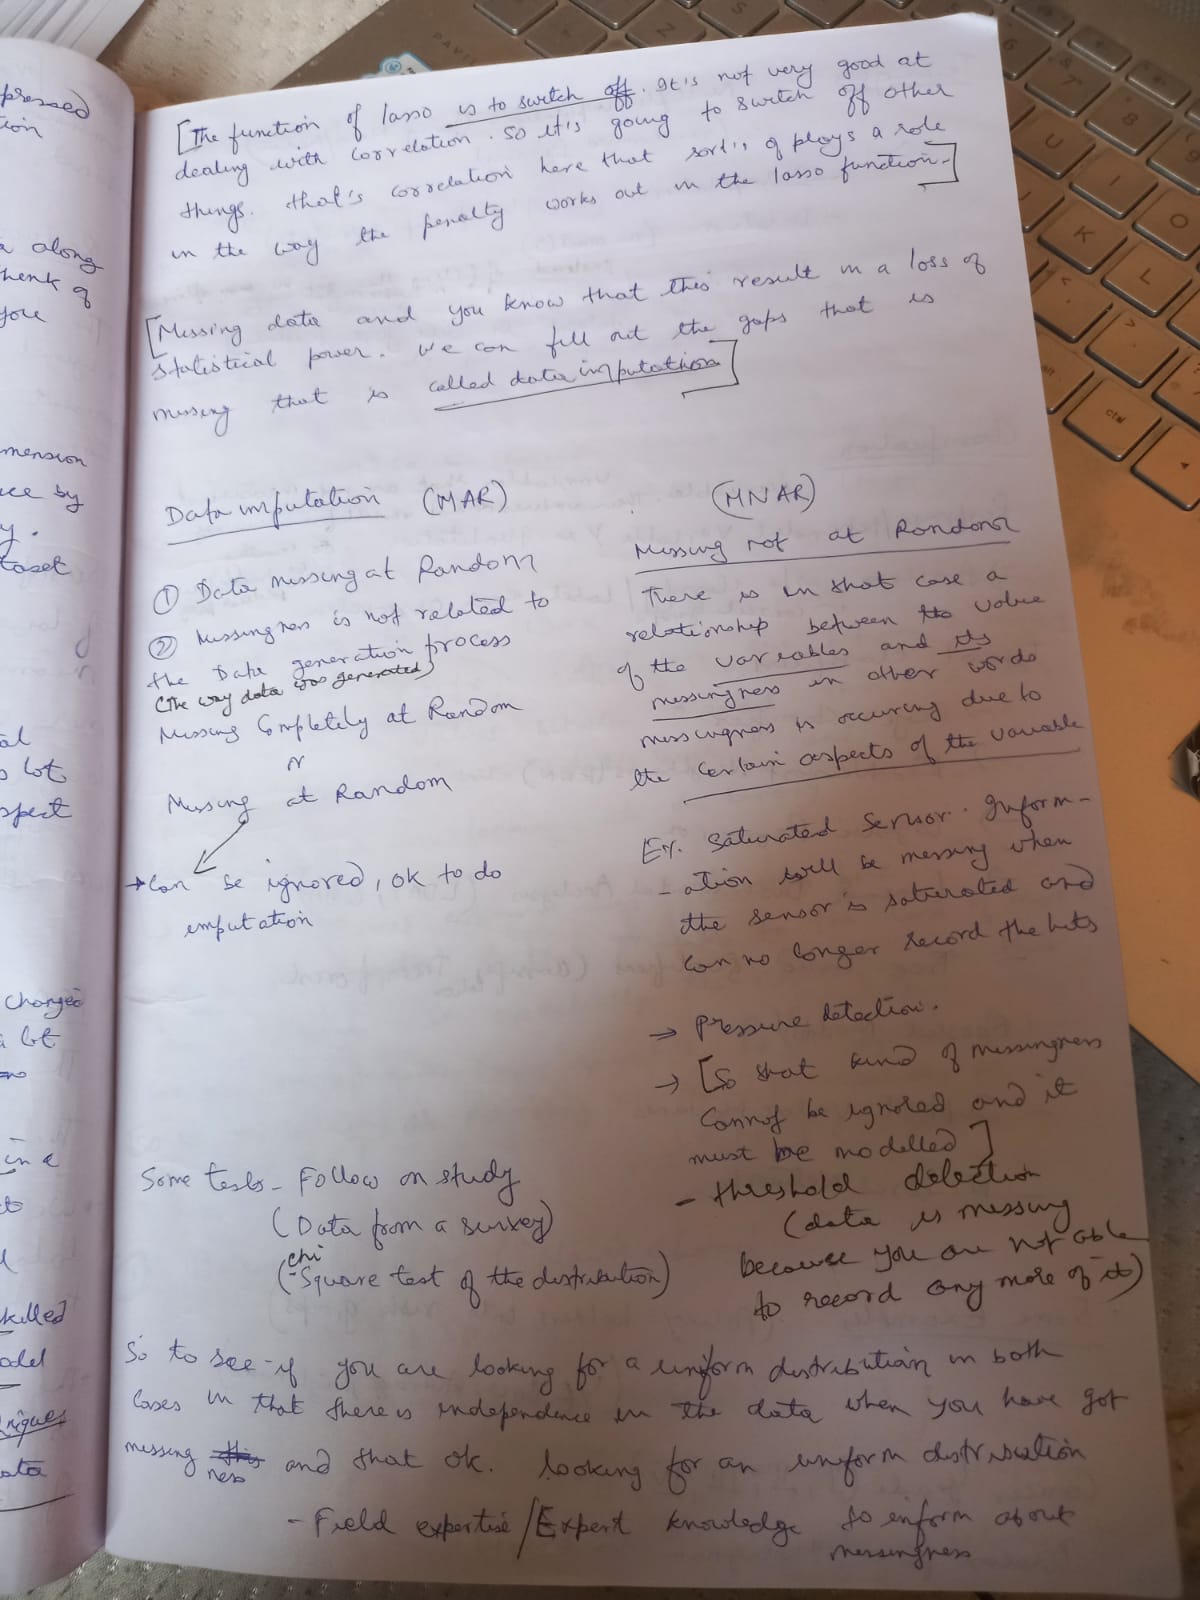 [The function of lasso is to switch off. It's not very good at
dealing with correlation. So it's going to switch off other
things. that's correlation here that sort's of plays a role
in the way the penalty works out in the lasso function.]
[Missing data and you know that this result in a loss of
statistical power. we can fill out the gaps that is
missing that is called data imputation]
Data imputation (MAR)
① Data missing at Random
② Missingness is not related to
the Data generation process
(The way data was generated)
Missing Completely at Random
or
Missing at Random
→ Can be ignored, ok to do
imputation
(MNAR)
Missing not at Random
There is in that case a
relationship between the value
of the variables and its
missingness in other words
missingness is occuring due to
the certain aspects of the variable
Ex. Saturated Sensor. Inform-
-ation will be missing when
the sensor is saturated and
can no longer record the hits
→ Pressure detection.
→ [So that kind of missingness
Cannot be ignored and it
must be modelled]
- threshold detection
(data is missing
because you are not able
to record any more of it)
Some tests - Follow on study
(Data from a survey)
(chi-Square test of the distribution)
So to see if you are looking for a uniform distribution in both
Cases in that there is independence in the data when you have got
missingness and that ok. looking for an uniform distribution
- Field expertise / Expert knowledge to inform about
missingness
pressed
tion
along
think of
you
mension
ce by
y.
taset
al
lot
spect
changed
a lot
in a
skilled
odel
niques
ata
PAVIL
K
L
I
O
U
7
8
6
ctrl
alt